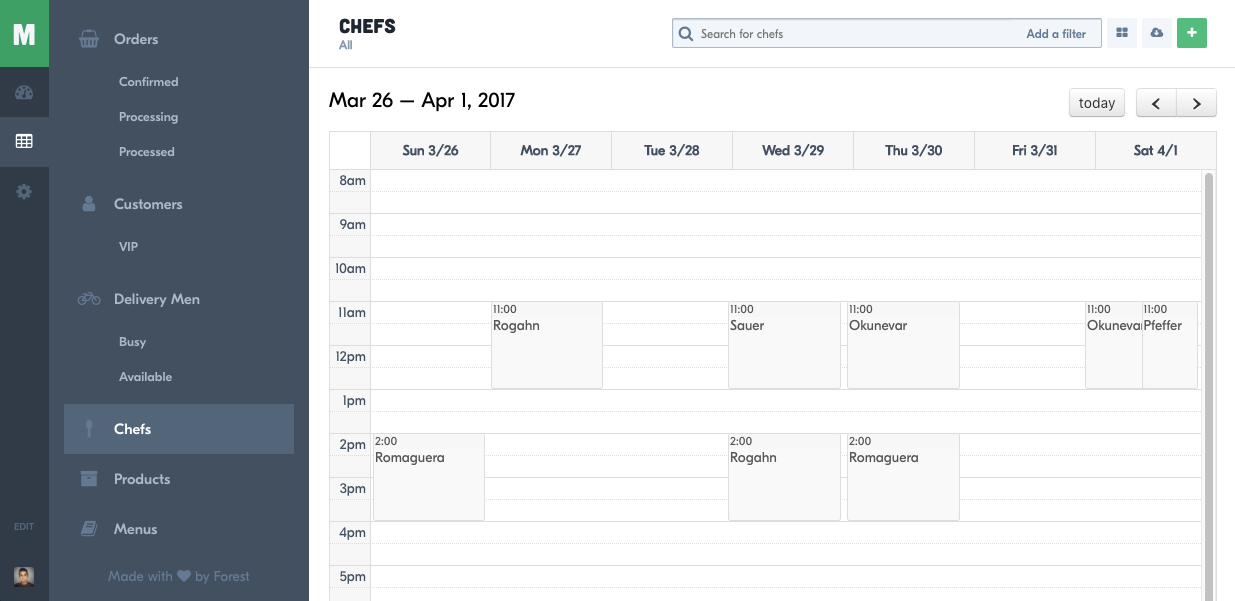 M
Orders
Confirmed
Processing
Processed
Customers
VIP
Delivery Men
Busy
Available
Chefs
Products
Menus
EDIT
Made with by Forest
CHEFS
All
Search for chefs
Add a filter
+
Mar 26 — Apr 1, 2017
today
Sun 3/26 Mon 3/27 Tue 3/28 Wed 3/29 Thu 3/30 Fri 3/31 Sat 4/1
8am
9am
10am
11am
11:00 11:00 11:00 11:00 11:00
Rogahn Sauer Okunevar Okunevar Pfeffer
12pm
1pm
2pm
2:00 2:00 2:00
Romaguera Rogahn Romaguera
3pm
4pm
5pm